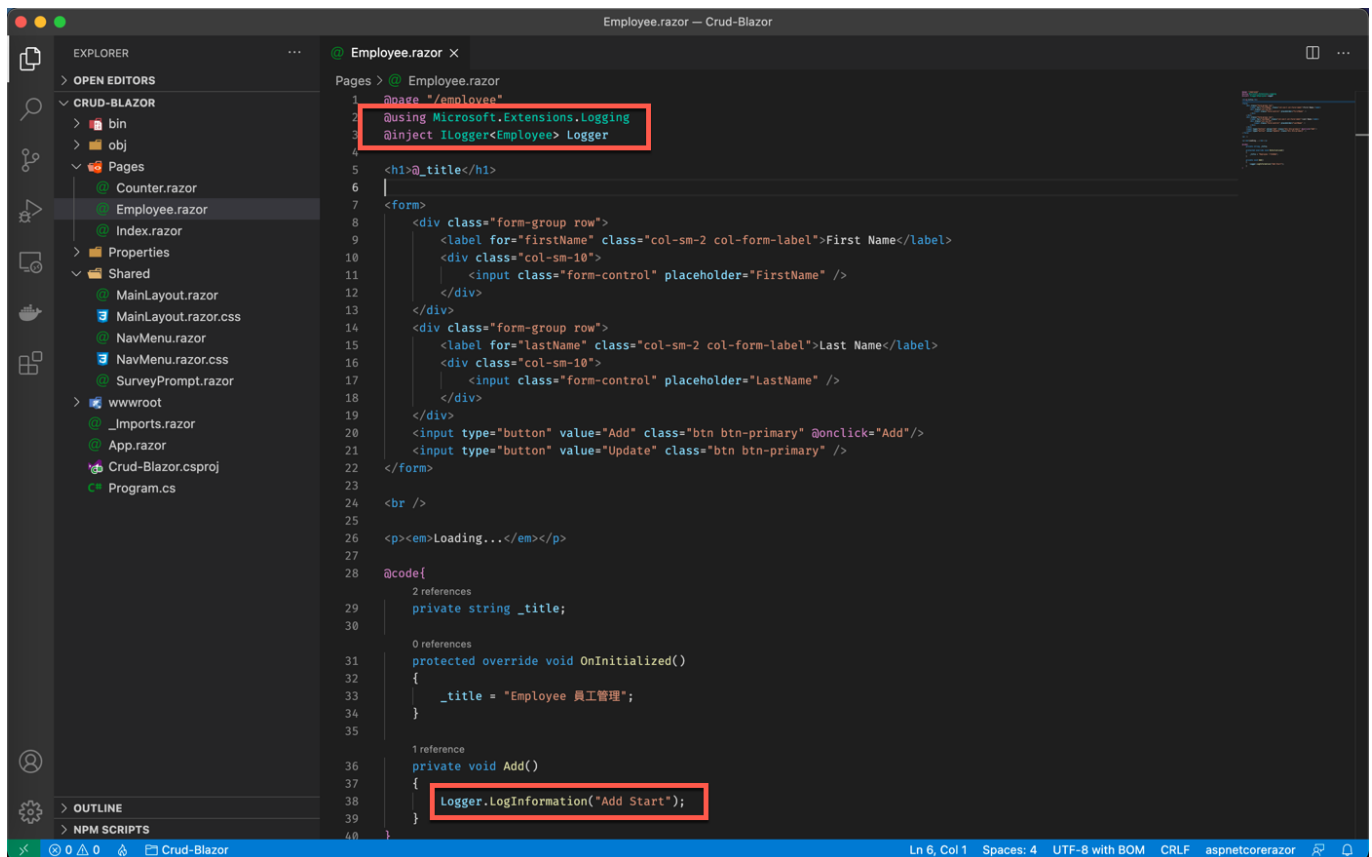 Employee.razor — Crud-Blazor
EXPLORER
OPEN EDITORS
CRUD-BLAZOR
bin
obj
Pages
Counter.razor
Employee.razor
Index.razor
Properties
Shared
MainLayout.razor
MainLayout.razor.css
NavMenu.razor
NavMenu.razor.css
SurveyPrompt.razor
wwwroot
_Imports.razor
App.razor
Crud-Blazor.csproj
Program.cs
OUTLINE
NPM SCRIPTS
Employee.razor
Pages > Employee.razor
1 @page "/employee"
2 @using Microsoft.Extensions.Logging
3 @inject ILogger<Employee> Logger
4
5 <h1>@_title</h1>
6
7 <form>
8 <div class="form-group row">
9 <label for="firstName" class="col-sm-2 col-form-label">First Name</label>
10 <div class="col-sm-10">
11 <input class="form-control" placeholder="FirstName" />
12 </div>
13 </div>
14 <div class="form-group row">
15 <label for="lastName" class="col-sm-2 col-form-label">Last Name</label>
16 <div class="col-sm-10">
17 <input class="form-control" placeholder="LastName" />
18 </div>
19 </div>
20 <input type="button" value="Add" class="btn btn-primary" @onclick="Add"/>
21 <input type="button" value="Update" class="btn btn-primary" />
22 </form>
23
24 <br />
25
26 <p><em>Loading...</em></p>
27
28 @code{
2 references
29 private string _title;
30
0 references
31 protected override void OnInitialized()
32 {
33 _title = "Employee 員工管理";
34 }
35
1 reference
36 private void Add()
37 {
38 Logger.LogInformation("Add Start");
39 }
40 }
0 0 Crud-Blazor Ln 6, Col 1 Spaces: 4 UTF-8 with BOM CRLF aspnetcorerazor